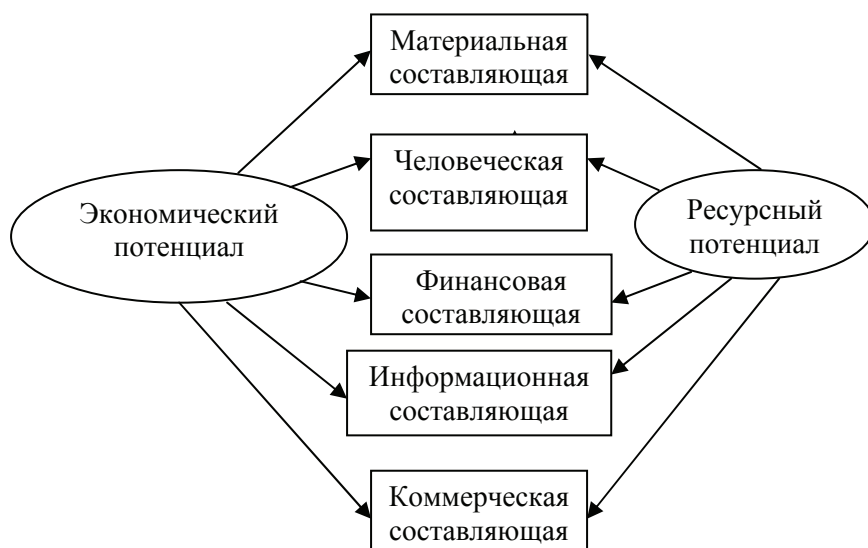 Материальная
составляющая
Человеческая
составляющая
Экономический
потенциал
Ресурсный
потенциал
Финансовая
составляющая
Информационная
составляющая
Коммерческая
составляющая